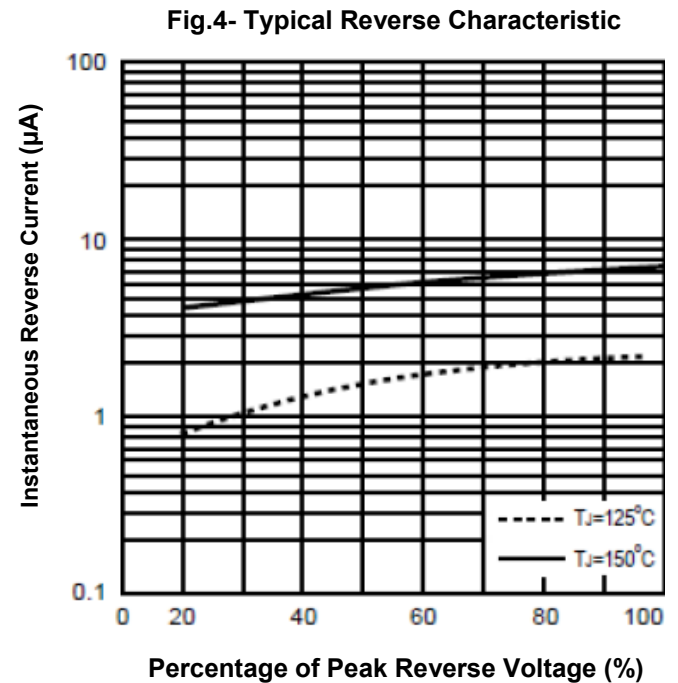 Fig.4- Typical Reverse Characteristic
Instantaneous Reverse Current (μA)
100
10
1
0.1
TJ=125°C
TJ=150°C
0 20 40 60 80 100
Percentage of Peak Reverse Voltage (%)